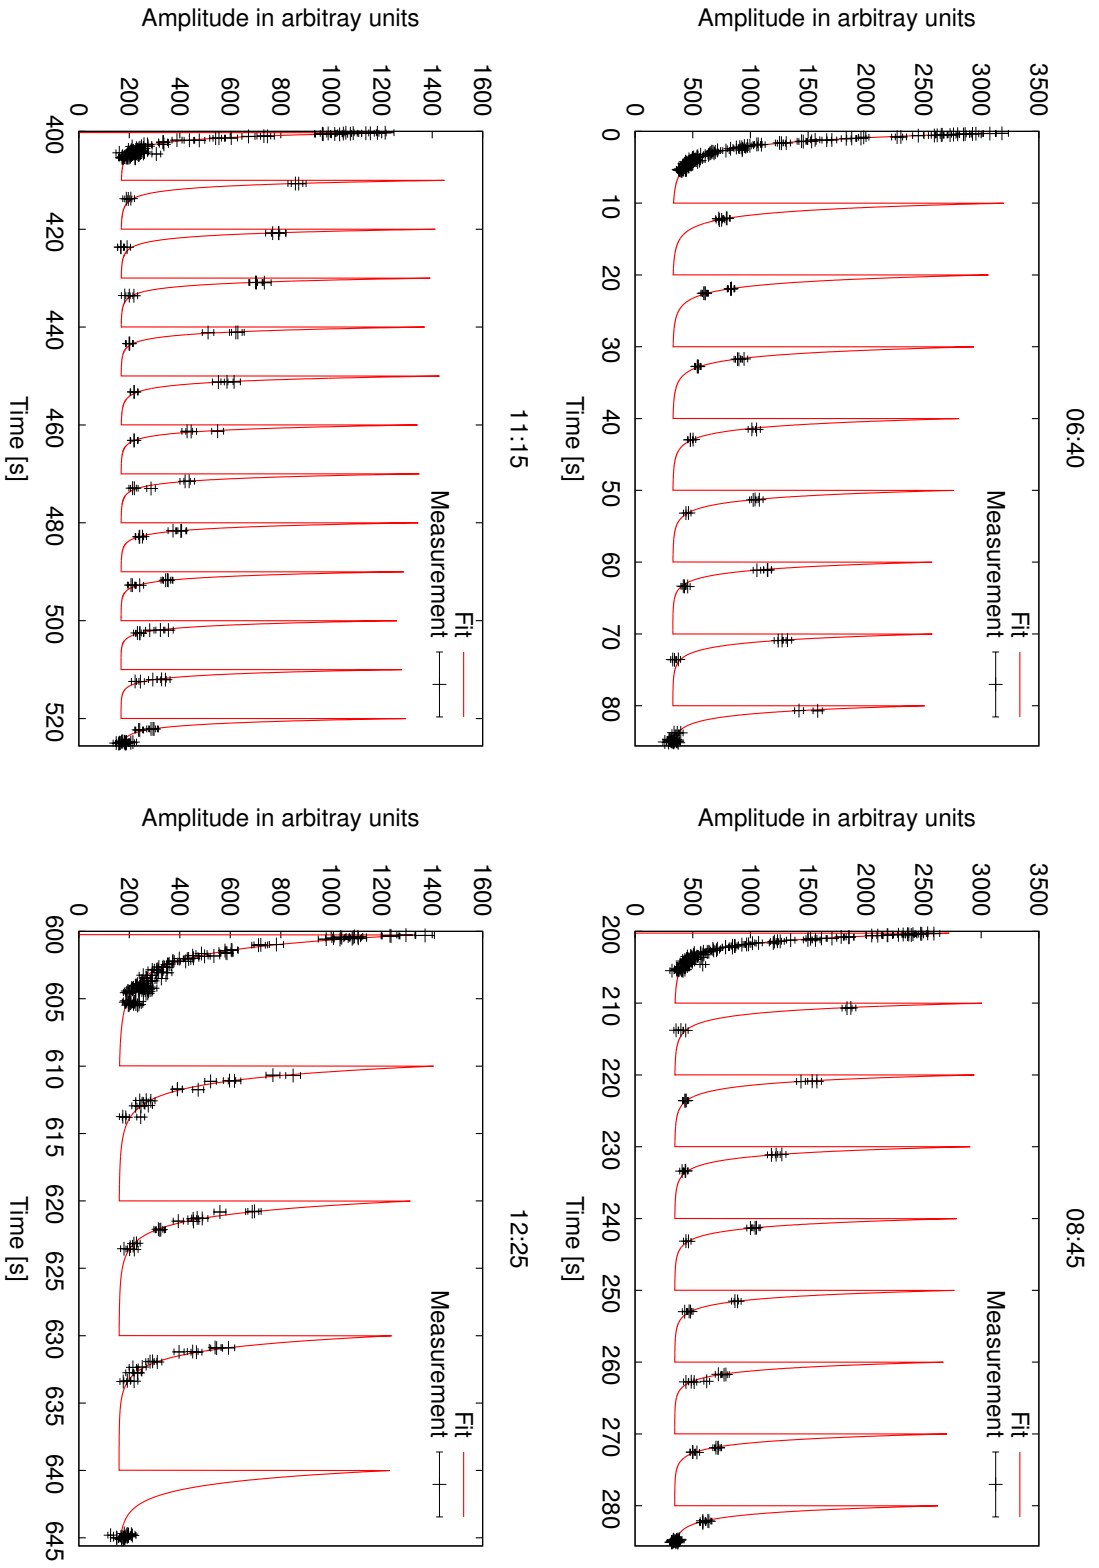 06:40
Amplitude in arbitray units
3500
3000
2500
2000
1500
1000
500
0
Fit
Measurement
0 10 20 30 40 50 60 70 80
Time [s]
08:45
Amplitude in arbitray units
3500
3000
2500
2000
1500
1000
500
0
Fit
Measurement
200 210 220 230 240 250 260 270 280
Time [s]
11:15
Amplitude in arbitray units
1600
1400
1200
1000
800
600
400
200
0
Fit
Measurement
400 420 440 460 480 500 520
Time [s]
12:25
Amplitude in arbitray units
1600
1400
1200
1000
800
600
400
200
0
Fit
Measurement
600 605 610 615 620 625 630 635 640 645
Time [s]